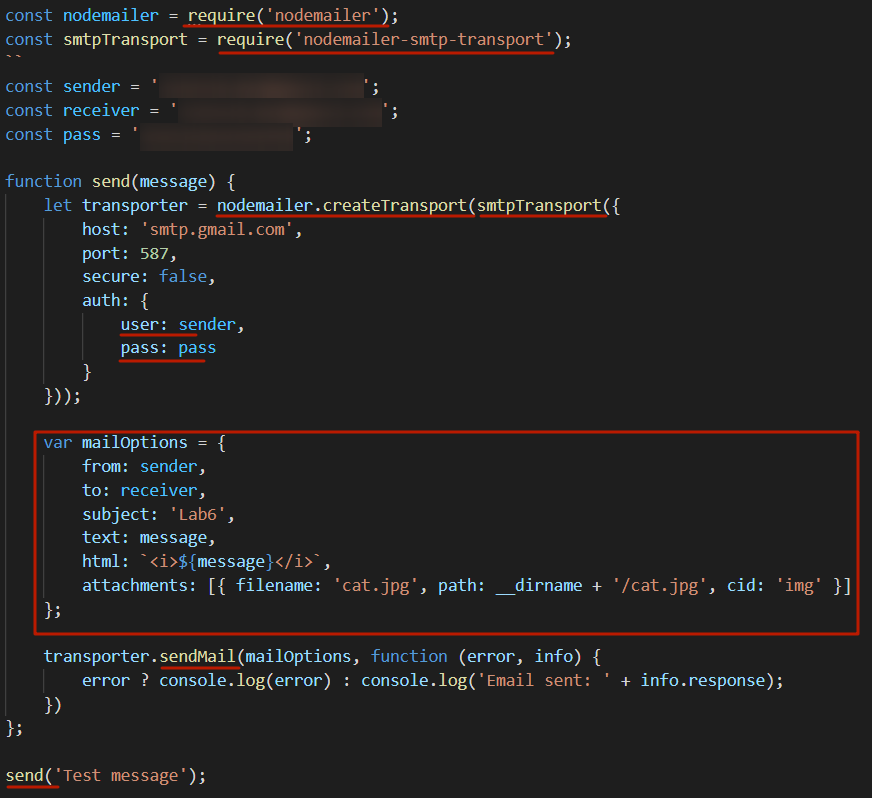 const nodemailer = require('nodemailer');
const smtpTransport = require('nodemailer-smtp-transport');
``
const sender = '';
const receiver = '';
const pass = '';
function send(message) {
let transporter = nodemailer.createTransport(smtpTransport({
host: 'smtp.gmail.com',
port: 587,
secure: false,
auth: {
user: sender,
pass: pass
}
}));
var mailOptions = {
from: sender,
to: receiver,
subject: 'Lab6',
text: message,
html: `<i>${message}</i>`,
attachments: [{ filename: 'cat.jpg', path: __dirname + '/cat.jpg', cid: 'img' }]
};
transporter.sendMail(mailOptions, function (error, info) {
error ? console.log(error) : console.log('Email sent: ' + info.response);
})
};
send('Test message');